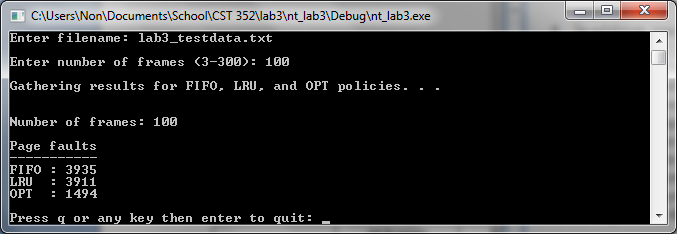 C:\Users\Non\Documents\School\CST 352\lab3\nt_lab3\Debug\nt_lab3.exe
Enter filename: lab3_testdata.txt
Enter number of frames (3-300): 100
Gathering results for FIFO, LRU, and OPT policies. . .
Number of frames: 100
Page faults
-----------
FIFO : 3935
LRU  : 3911
OPT  : 1494
Press q or any key then enter to quit: _